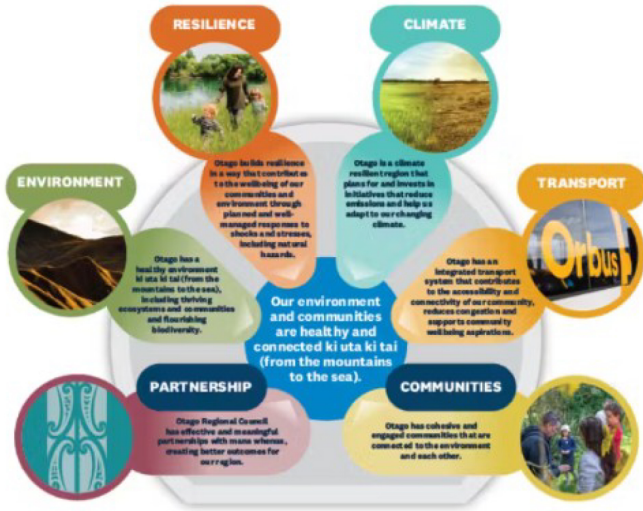 RESILIENCE
CLIMATE
Otago builds resilience
in a way that contributes
to the wellbeing of our
communities and
environment through
planned and well-
managed response to
shocks and stresses,
including natural
hazards.
Otago is a climate
resilient region that
plans for and invests in
initiatives that reduce
emissions and help us
adapt to our changing
climate.
ENVIRONMENT
TRANSPORT
Orbus
Otago has a
healthy environment
ki uta ki tai (from the
mountains to the sea),
including thriving
ecosystems and communities
and flourishing
biodiversity.
Otago has an
integrated transport
system that contributes
to the accessibility and
connectivity of our community,
reduces congestion and
supports community
wellbeing aspirations.
Our environment
and communities
are healthy and
connected ki uta ki tai
(from the mountains
to the sea).
PARTNERSHIP
COMMUNITIES
Otago Regional Council
has effective and meaningful
partnerships with mana whenua,
creating better outcomes for
our region.
Otago has cohesive and
engaged communities that are
connected to the environment
and each other.